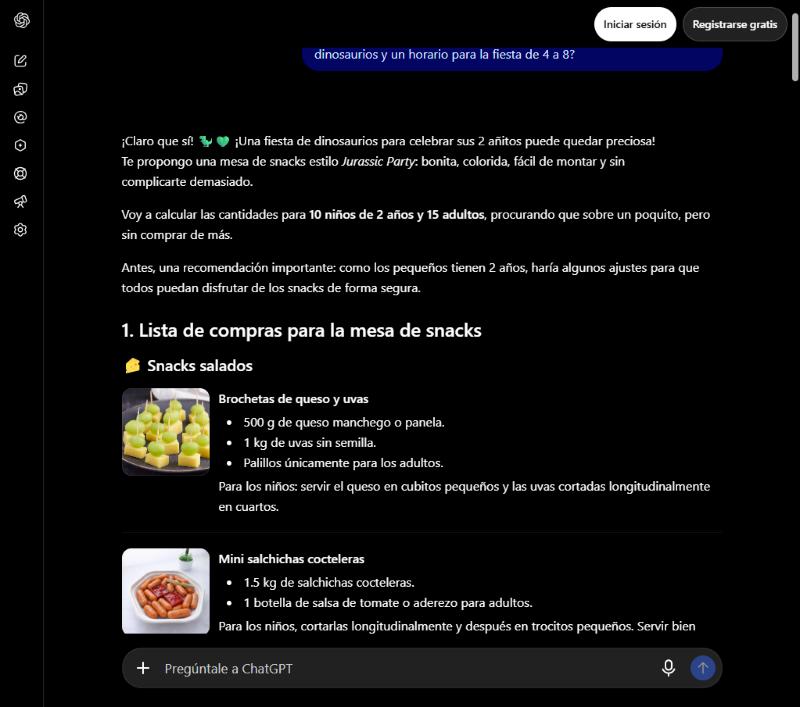 Iniciar sesión
Registrarse gratis
dinosaurios y un horario para la fiesta de 4 a 8?
¡Claro que sí! 🦖💚 ¡Una fiesta de dinosaurios para celebrar sus 2 añitos puede quedar preciosa!
Te propongo una mesa de snacks estilo Jurassic Party: bonita, colorida, fácil de montar y sin
complicarte demasiado.
Voy a calcular las cantidades para 10 niños de 2 años y 15 adultos, procurando que sobre un poquito, pero
sin comprar de más.
Antes, una recomendación importante: como los pequeños tienen 2 años, haría algunos ajustes para que
todos puedan disfrutar de los snacks de forma segura.
1. Lista de compras para la mesa de snacks
🧀 Snacks salados
Brochetas de queso y uvas
• 500 g de queso manchego o panela.
• 1 kg de uvas sin semilla.
• Palillos únicamente para los adultos.
Para los niños: servir el queso en cubitos pequeños y las uvas cortadas longitudinalmente
en cuartos.
Mini salchichas cocteleras
• 1.5 kg de salchichas cocteleras.
• 1 botella de salsa de tomate o aderezo para adultos.
Para los niños, cortarlas longitudinalmente y después en trocitos pequeños. Servir bien
Pregúntale a ChatGPT